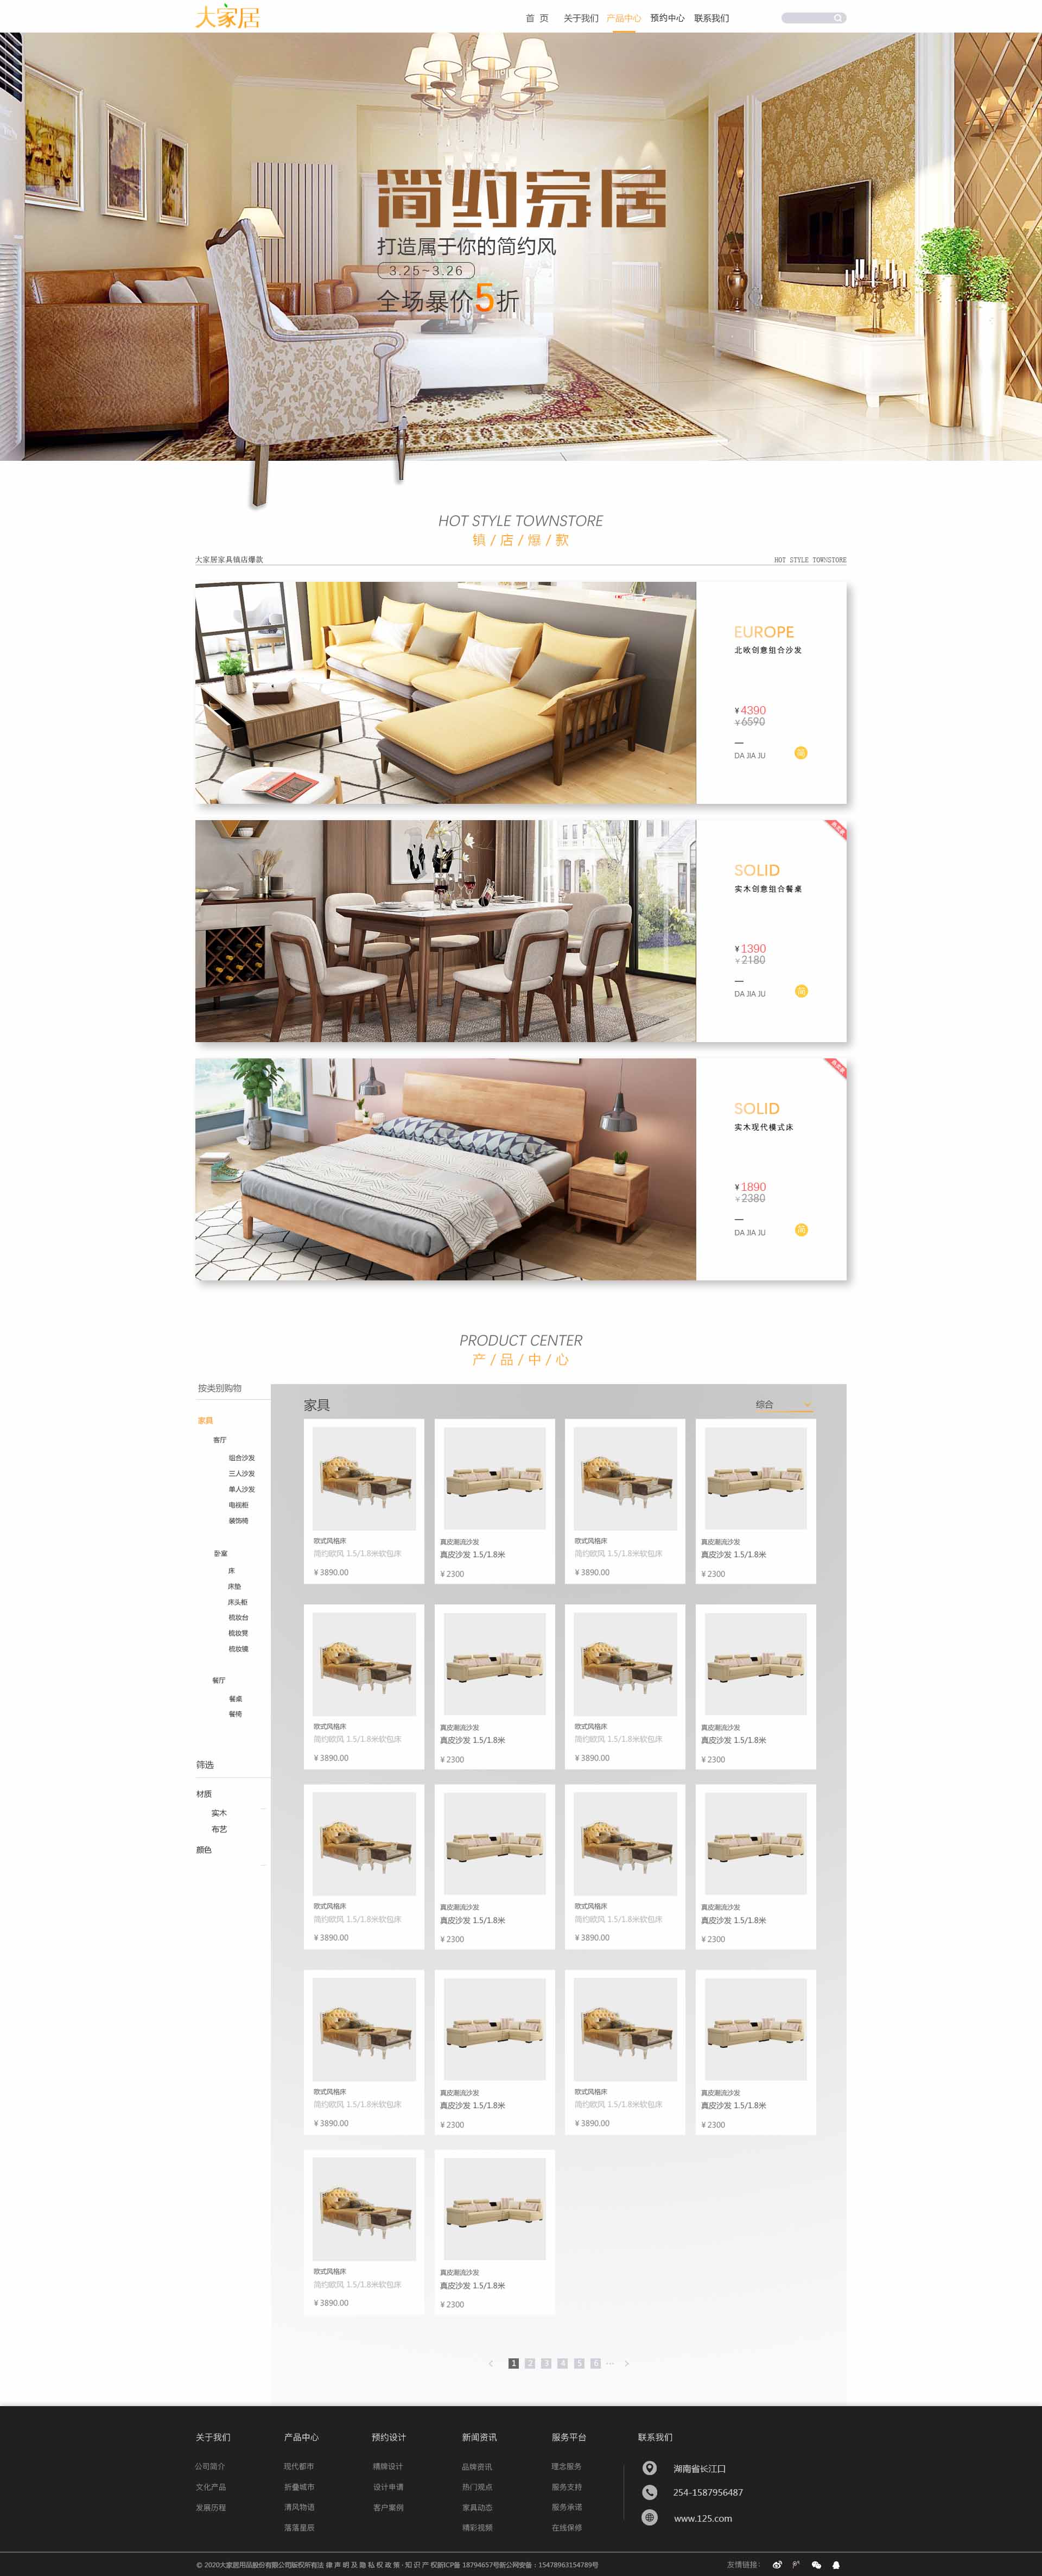 大家居
首 页 关于我们 产品中心 预约中心 联系我们
简约家居
打造属于你的简约风
3.25~3.26
全场暴价5折
HOT STYLE TOWNSTORE
镇/店/爆/款
大家居家具镇店爆款 HOT STYLE TOWNSTORE
EUROPE
北欧创意组合沙发
¥ 4390
¥ 6590
DA JIA JU
SOLID
实木创意组合餐桌
¥ 1390
¥ 2180
DA JIA JU
SOLID
实木现代模式床
¥ 1890
¥ 2380
DA JIA JU
PRODUCT CENTER
产/品/中/心
按类别购物
家具
客厅
组合沙发
三人沙发
单人沙发
电视柜
装饰椅
卧室
床
床垫
床头柜
梳妆台
梳妆凳
梳妆镜
餐厅
餐桌
餐椅
筛选
材质
实木
布艺
颜色
家具 综合
欧式风格床 真皮潮流沙发 欧式风格床 真皮潮流沙发
简约欧风 1.5/1.8米软包床 真皮沙发 1.5/1.8米 简约欧风 1.5/1.8米软包床 真皮沙发 1.5/1.8米
¥ 3890.00 ¥ 2300 ¥ 3890.00 ¥ 2300
欧式风格床 真皮潮流沙发 欧式风格床 真皮潮流沙发
简约欧风 1.5/1.8米软包床 真皮沙发 1.5/1.8米 简约欧风 1.5/1.8米软包床 真皮沙发 1.5/1.8米
¥ 3890.00 ¥ 2300 ¥ 3890.00 ¥ 2300
欧式风格床 真皮潮流沙发 欧式风格床 真皮潮流沙发
简约欧风 1.5/1.8米软包床 真皮沙发 1.5/1.8米 简约欧风 1.5/1.8米软包床 真皮沙发 1.5/1.8米
¥ 3890.00 ¥ 2300 ¥ 3890.00 ¥ 2300
欧式风格床 真皮潮流沙发 欧式风格床 真皮潮流沙发
简约欧风 1.5/1.8米软包床 真皮沙发 1.5/1.8米 简约欧风 1.5/1.8米软包床 真皮沙发 1.5/1.8米
¥ 3890.00 ¥ 2300 ¥ 3890.00 ¥ 2300
欧式风格床 真皮潮流沙发
简约欧风 1.5/1.8米软包床 真皮沙发 1.5/1.8米
¥ 3890.00 ¥ 2300
< 1 2 3 4 5 6 ··· >
关于我们 产品中心 预约设计 新闻资讯 服务平台 联系我们
公司简介 现代都市 精牌设计 品牌资讯 理念服务 湖南省长江口
文化产品 折叠城市 设计申请 热门观点 服务支持 254-1587956487
发展历程 清风物语 客户案例 家具动态 服务承诺 www.125.com
落落星辰 精彩视频 在线保修
© 2020大家居用品股份有限公司版权所有法 律 声 明 及 隐 私 权 政 策 · 知 识 产 权浙ICP备 18794657号浙公网安备：15478963154789号 友情链接：